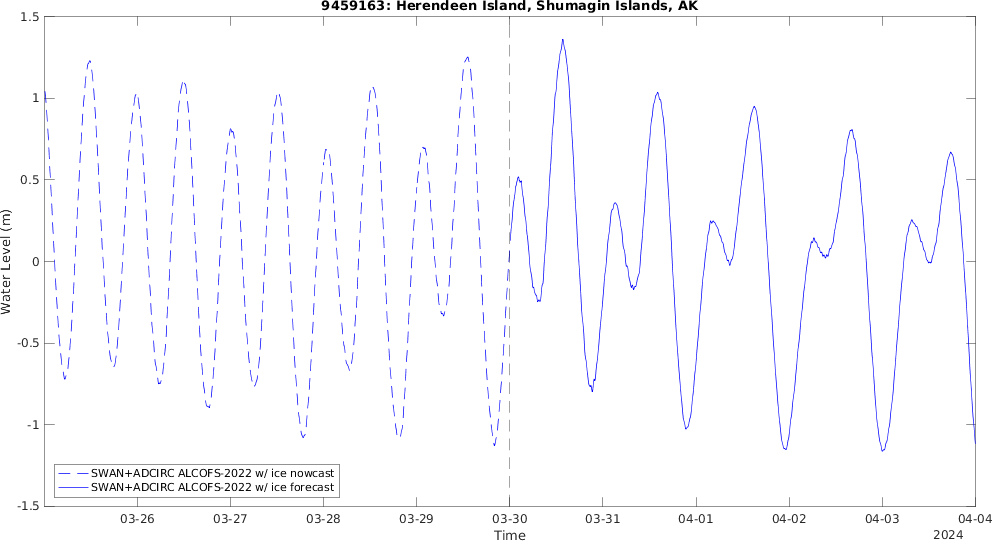 9459163: Herendeen Island, Shumagin Islands, AK
Water Level (m)
1.5
1
0.5
0
-0.5
-1
-1.5
SWAN+ADCIRC ALCOFS-2022 w/ ice nowcast
SWAN+ADCIRC ALCOFS-2022 w/ ice forecast
03-26 03-27 03-28 03-29 03-30 03-31 04-01 04-02 04-03 04-04
Time
2024